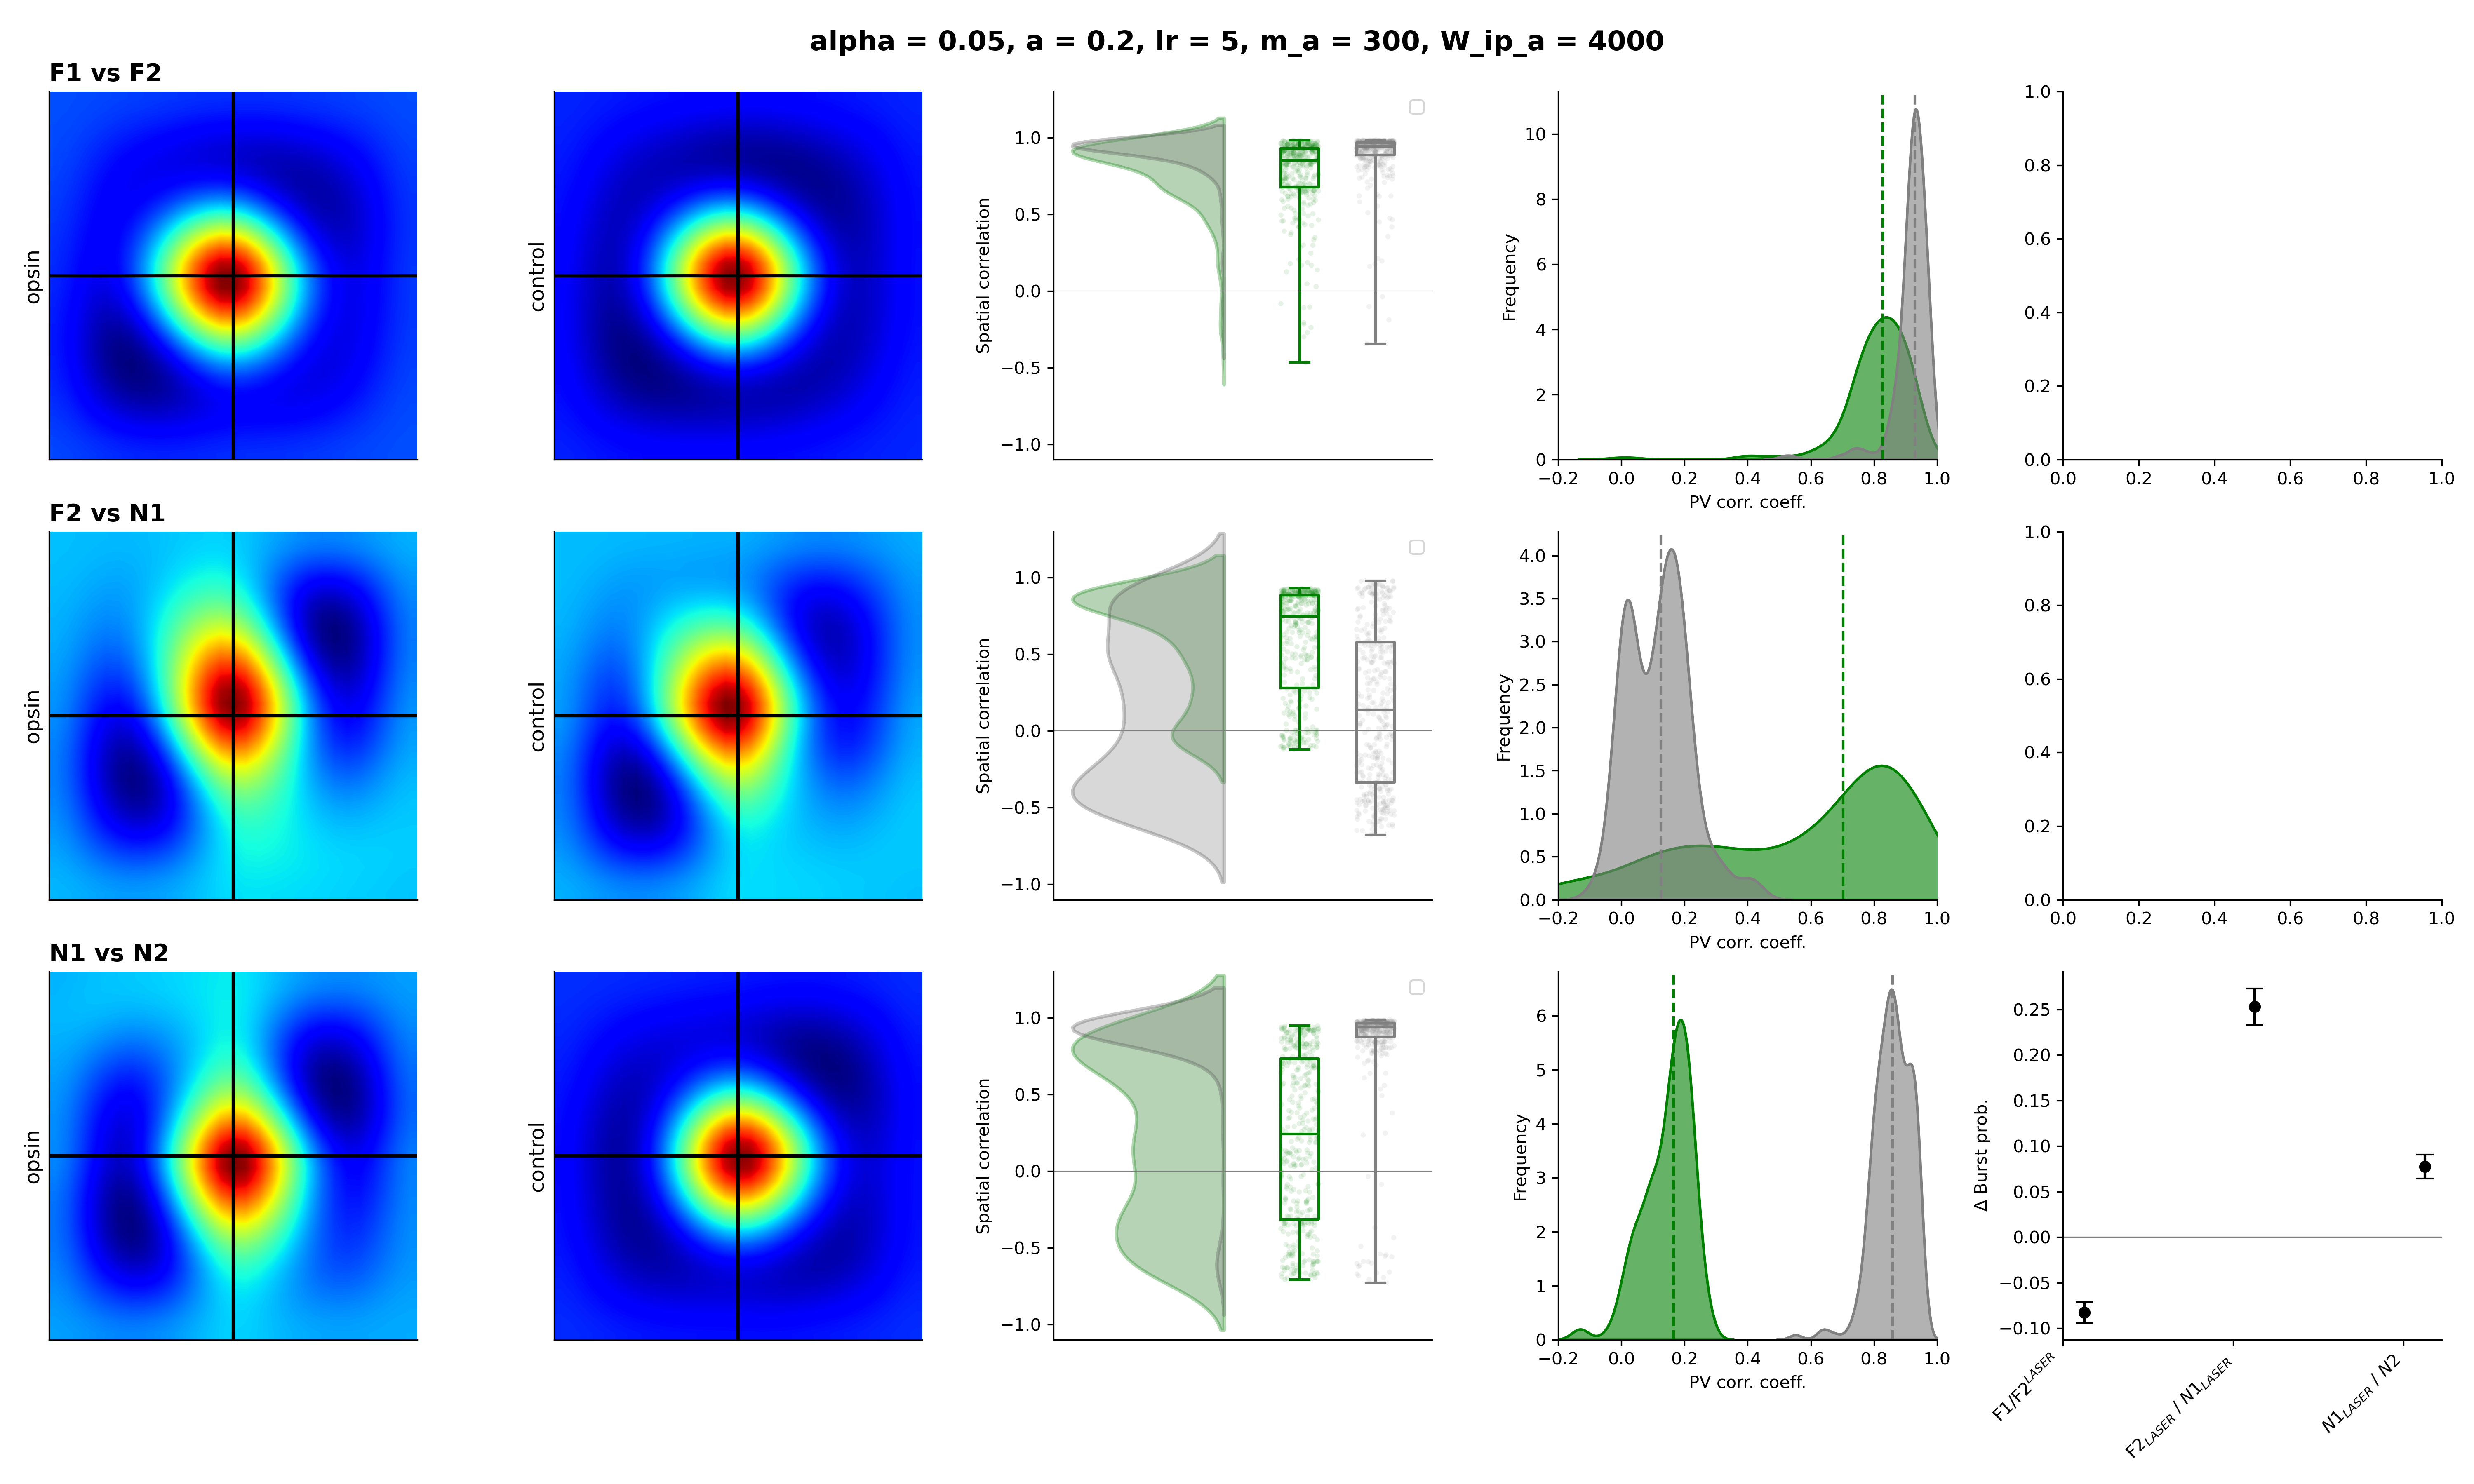 alpha = 0.05, a = 0.2, lr = 5, m_a = 300, W_ip_a = 4000
F1 vs F2
opsin
control
Spatial correlation
1.0
0.5
0.0
−0.5
−1.0
Frequency
10
8
6
4
2
0
−0.2 0.0 0.2 0.4 0.6 0.8 1.0
PV corr. coeff.
1.0
0.8
0.6
0.4
0.2
0.0
0.0 0.2 0.4 0.6 0.8 1.0
F2 vs N1
opsin
control
Spatial correlation
1.0
0.5
0.0
−0.5
−1.0
Frequency
4.0
3.5
3.0
2.5
2.0
1.5
1.0
0.5
0.0
−0.2 0.0 0.2 0.4 0.6 0.8 1.0
PV corr. coeff.
1.0
0.8
0.6
0.4
0.2
0.0
0.0 0.2 0.4 0.6 0.8 1.0
N1 vs N2
opsin
control
Spatial correlation
1.0
0.5
0.0
−0.5
−1.0
Frequency
6
5
4
3
2
1
0
−0.2 0.0 0.2 0.4 0.6 0.8 1.0
PV corr. coeff.
Δ Burst prob.
0.25
0.20
0.15
0.10
0.05
0.00
−0.05
−0.10
F1/F2^LASER
F2_LASER / N1_LASER
N1_LASER / N2